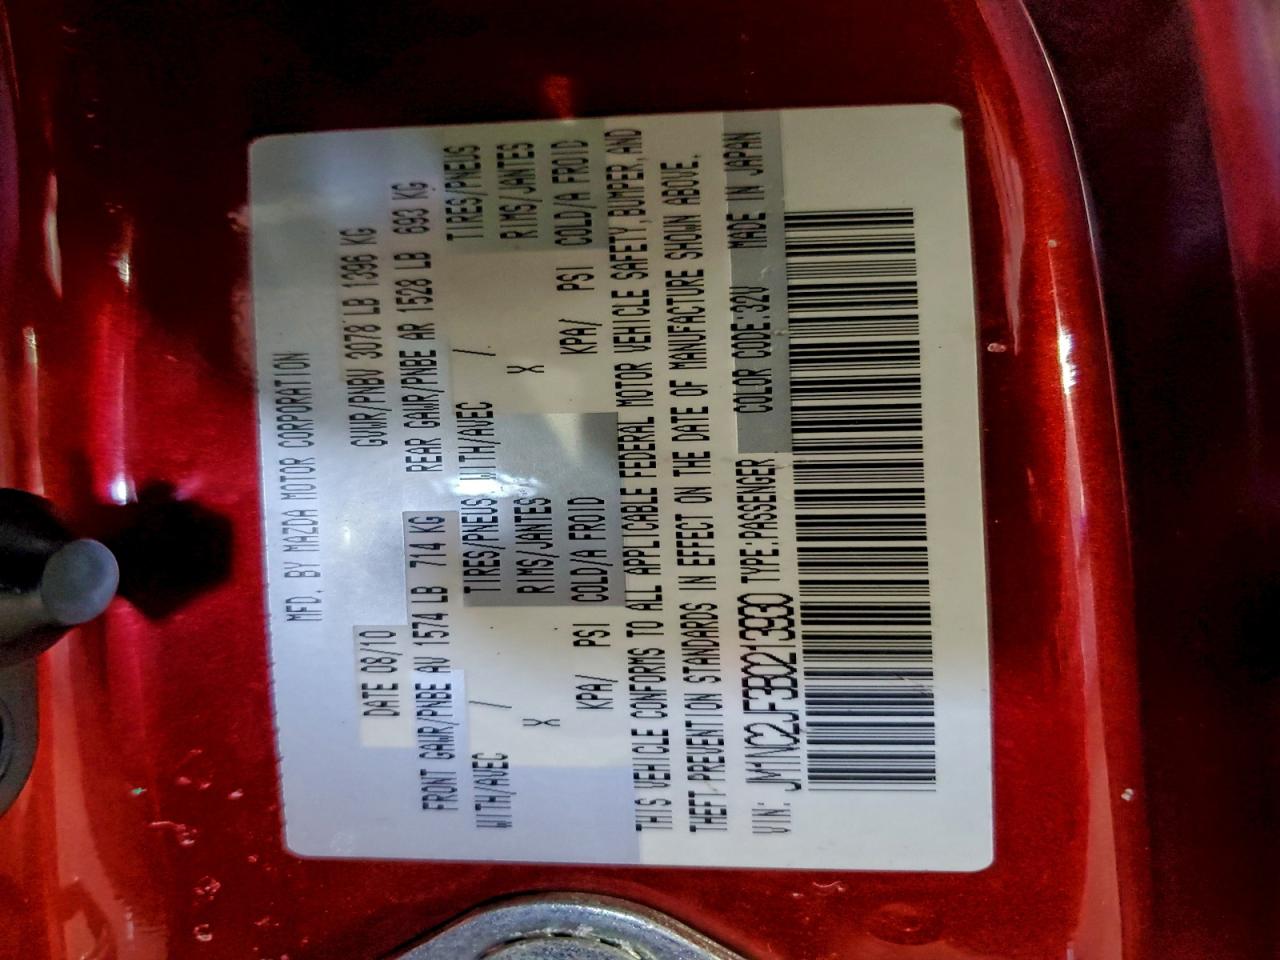 MFD. BY MAZDA MOTOR CORPORATION
DATE 08/10 GVWR/PNBV 3078 LB 1396 KG
FRONT GAWR/PNBE AV 1574 LB 714 KG REAR GAWR/PNBE AR 1528 LB 693 KG
WITH/AVEC / TIRES/PNEUS WITH/AVEC / TIRES/PNEUS
X RIMS/JANTES X RIMS/JANTES
KPA/ PSI COLD/A FROID KPA/ PSI COLD/A FROID
THIS VEHICLE CONFORMS TO ALL APPLICABLE FEDERAL MOTOR VEHICLE SAFETY, BUMPER, AND
THEFT PREVENTION STANDARDS IN EFFECT ON THE DATE OF MANUFACTURE SHOWN ABOVE.
VIN: JM1NC2JF3B0213930 TYPE:PASSENGER COLOR CODE:32V MADE IN JAPAN